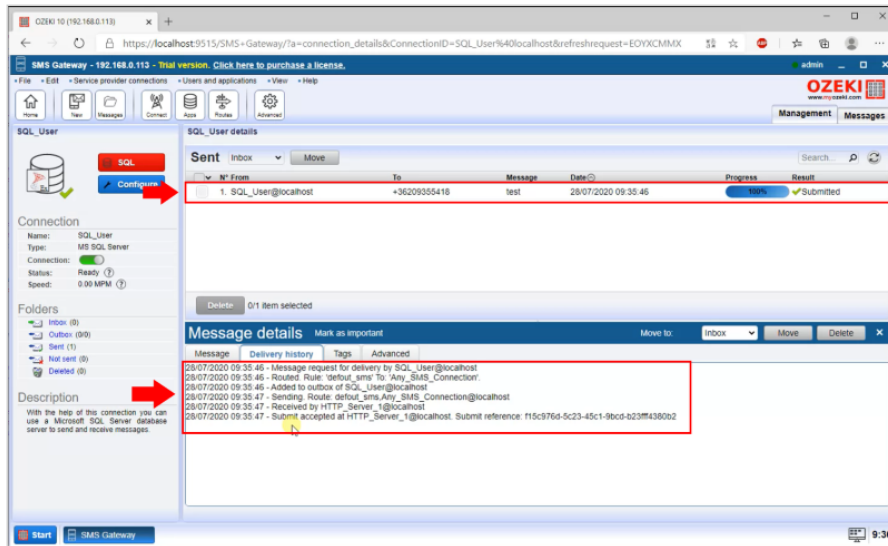 OZEKI 10 (192.168.0.113)
https://localhost:9515/SMS+Gateway/?a=connection_details&ConnectionID=SQL_User%40localhost&refreshrequest=EOYXCMMX
SMS Gateway - 192.168.0.113 - Trial version. Click here to purchase a license.
admin
File Edit Service provider connections Users and applications View Help
OZEKI
www.myozeki.com
Home New Messages Connect Apps Routes Advanced
Management Messages
SQL_User
SQL_User details
SQL
Configure
Sent Inbox Move Search...
N° From To Message Date Progress Result
1. SQL_User@localhost +36209355418 test 28/07/2020 09:35:46 100% Submitted
Connection
Name: SQL_User
Type: MS SQL Server
Connection:
Status: Ready ?
Speed: 0.00 MPM ?
Delete 0/1 item selected
Folders
Inbox (0)
Outbox (0/0)
Sent (1)
Not sent (0)
Deleted (0)
Message details Mark as important Move to: Inbox Move Delete x
Message Delivery history Tags Advanced
28/07/2020 09:35:46 - Message request for delivery by SQL_User@localhost
28/07/2020 09:35:46 - Routed. Rule: 'defout_sms' To: 'Any_SMS_Connection'.
28/07/2020 09:35:46 - Added to outbox of SQL_User@localhost
28/07/2020 09:35:47 - Sending. Route: defout_sms,Any_SMS_Connection@localhost
28/07/2020 09:35:47 - Received by HTTP_Server_1@localhost
28/07/2020 09:35:47 - Submit accepted at HTTP_Server_1@localhost. Submit reference: f15c976d-5c23-45c1-9bcd-b23fff4380b2
Description
With the help of this connection you can
use a Microsoft SQL Server database
server to send and receive messages.
Start SMS Gateway